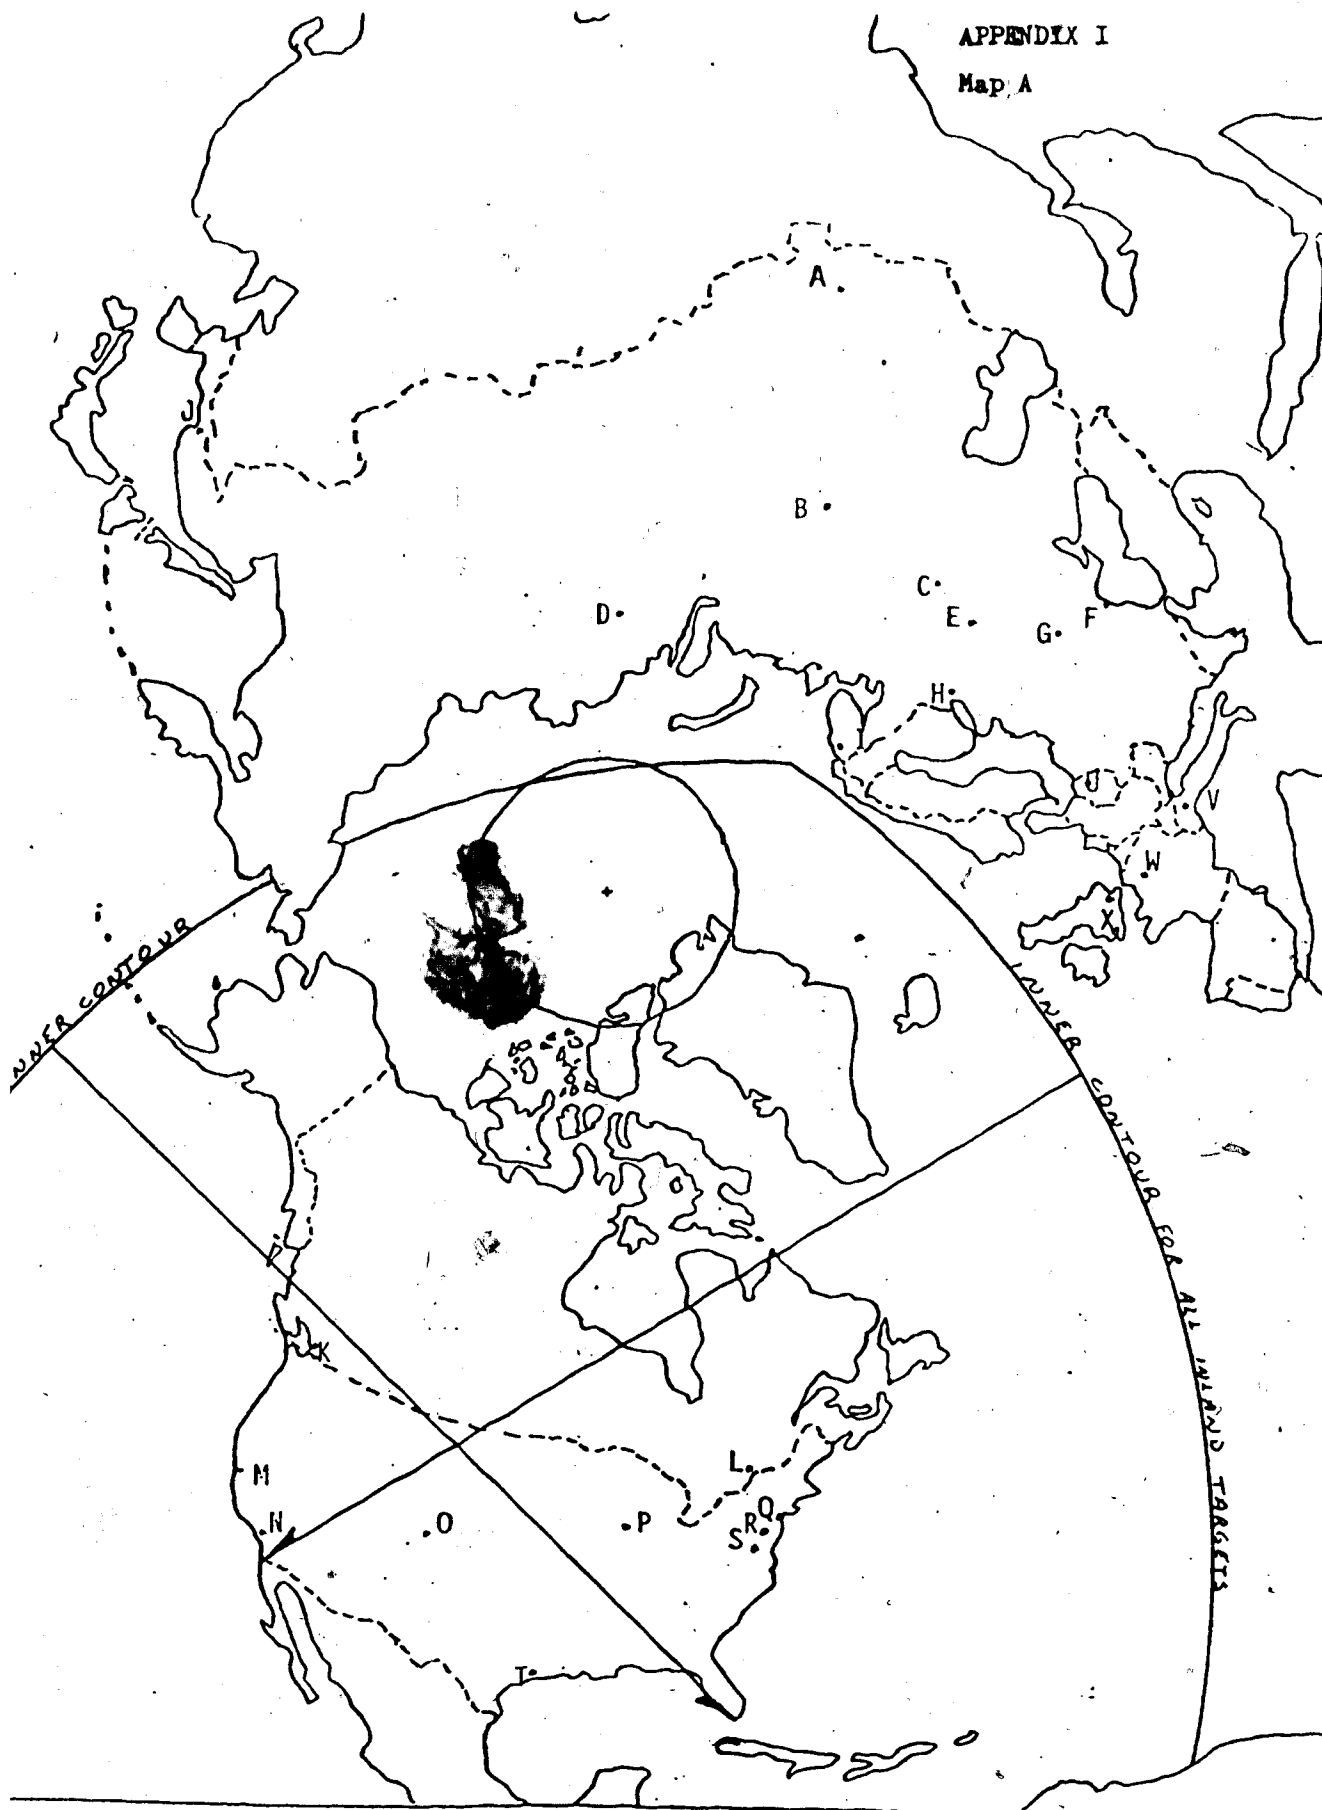 APPENDIX I
Map A
A
J
B
C
D
E
F
G
H
U
V
W
X
INNER CONTOUR
INNER CONTOUR FOR ALL INLAND TARGETS
K
L
M
Q
N
O
P
R
S
T